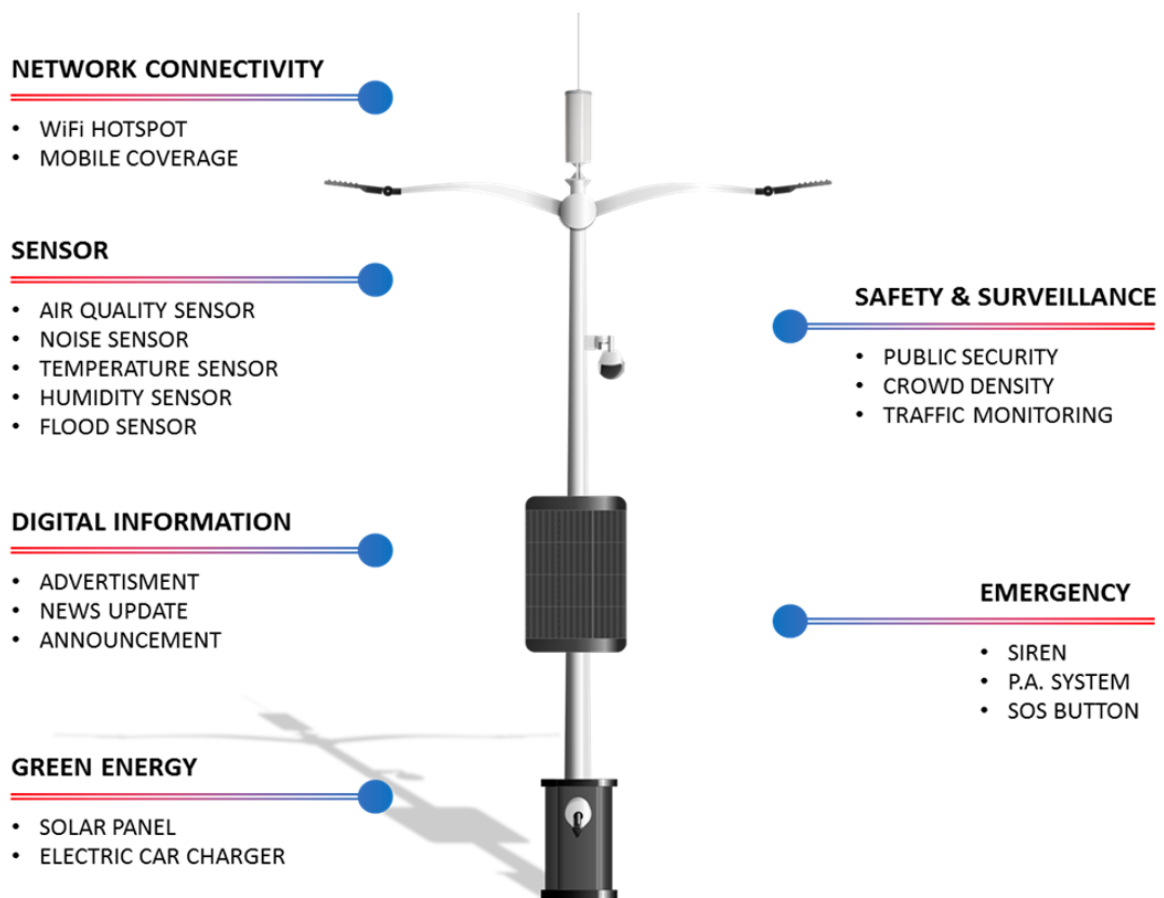 NETWORK CONNECTIVITY
• WiFi HOTSPOT
• MOBILE COVERAGE
SENSOR
• AIR QUALITY SENSOR
• NOISE SENSOR
• TEMPERATURE SENSOR
• HUMIDITY SENSOR
• FLOOD SENSOR
DIGITAL INFORMATION
• ADVERTISMENT
• NEWS UPDATE
• ANNOUNCEMENT
GREEN ENERGY
• SOLAR PANEL
• ELECTRIC CAR CHARGER
SAFETY & SURVEILLANCE
• PUBLIC SECURITY
• CROWD DENSITY
• TRAFFIC MONITORING
EMERGENCY
• SIREN
• P.A. SYSTEM
• SOS BUTTON